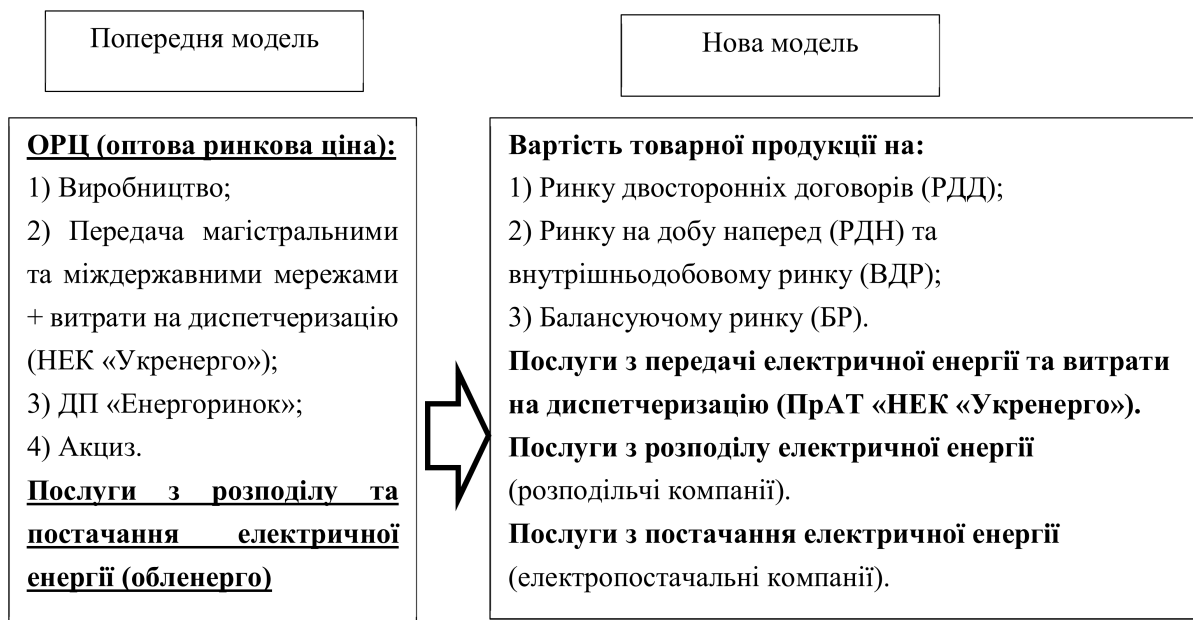 Попередня модель
Нова модель
ОРЦ (оптова ринкова ціна):
1) Виробництво;
2) Передача магістральними
та міждержавними мережами
+ витрати на диспетчеризацію
(НЕК «Укренерго»);
3) ДП «Енергоринок»;
4) Акциз.
Послуги з розподілу та
постачання електричної
енергії (обленерго)
Вартість товарної продукції на:
1) Ринку двосторонніх договорів (РДД);
2) Ринку на добу наперед (РДН) та
внутрішньодобовому ринку (ВДР);
3) Балансуючому ринку (БР).
Послуги з передачі електричної енергії та витрати
на диспетчеризацію (ПрАТ «НЕК «Укренерго»).
Послуги з розподілу електричної енергії
(розподільчі компанії).
Послуги з постачання електричної енергії
(електропостачальні компанії).